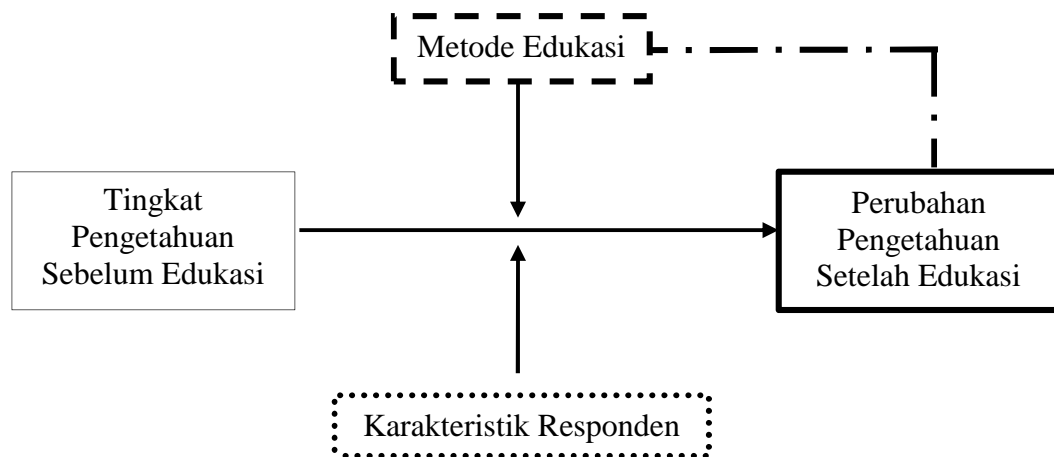 Metode Edukasi
Tingkat
Pengetahuan
Sebelum Edukasi
Perubahan
Pengetahuan
Setelah Edukasi
Karakteristik Responden